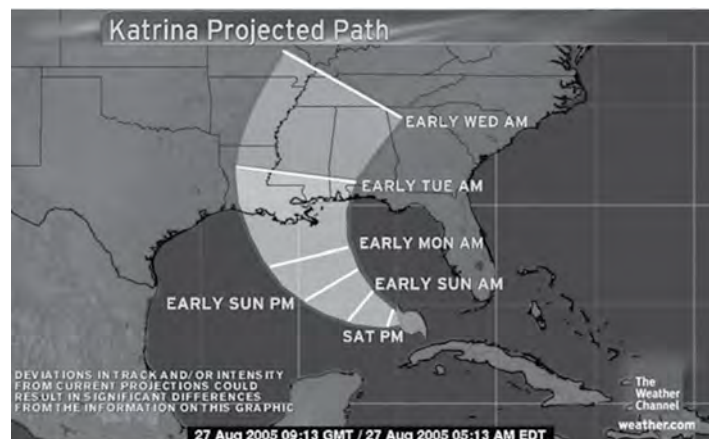 Katrina Projected Path
EARLY WED AM
EARLY TUE AM
EARLY MON AM
EARLY SUN AM
EARLY SUN PM
SAT PM
DEVIATIONS IN TRACK AND/OR INTENSITY
FROM CURRENT PROJECTIONS COULD
RESULT IN SIGNIFICANT DIFFERENCES
FROM THE INFORMATION ON THIS GRAPHIC
The
Weather
Channel
weather.com
27 Aug 2005 09:13 GMT / 27 Aug 2005 05:13 AM EDT